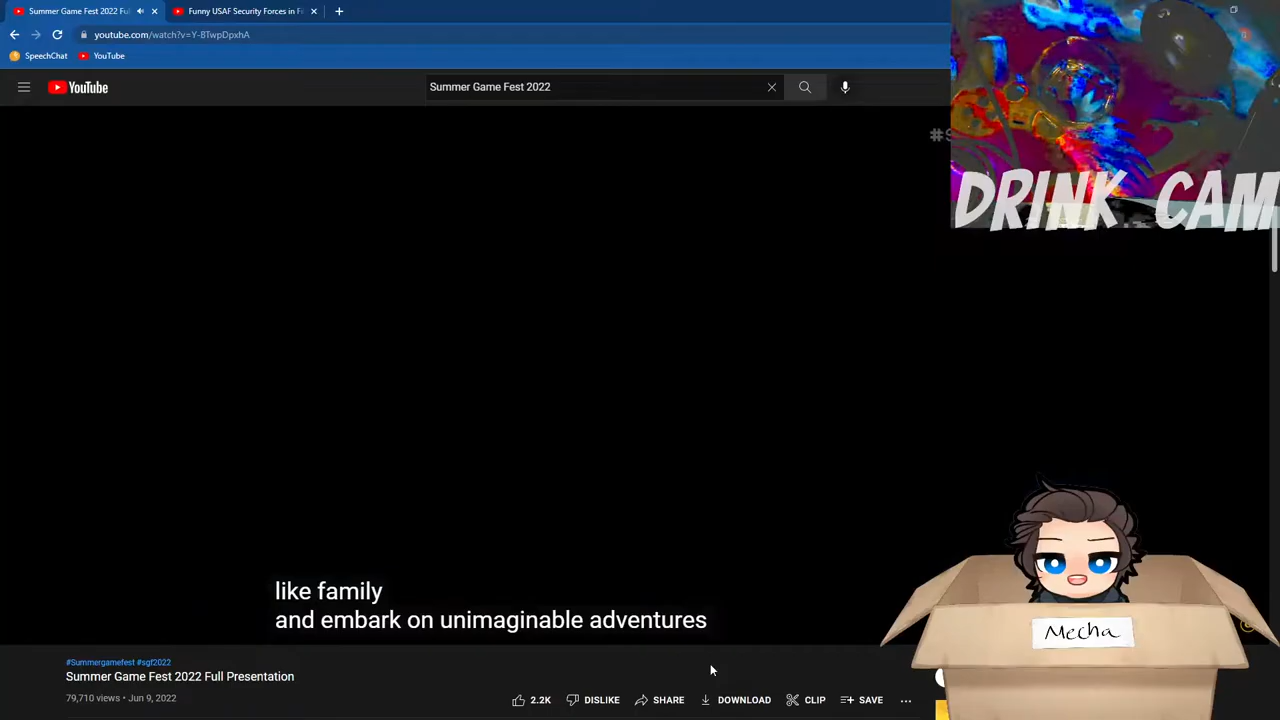 Summer Game Fest 2022 Ful
Funny USAF Security Forces in F
youtube.com/watch?v=Y-8TwpDpxhA
SpeechChat
YouTube
YouTube
Summer Game Fest 2022
DRINK CAM
like family
and embark on unimaginable adventures
Mecha
#Summergamefest #sgf2022
Summer Game Fest 2022 Full Presentation
79,710 views • Jun 9, 2022
2.2K
DISLIKE
SHARE
DOWNLOAD
CLIP
SAVE